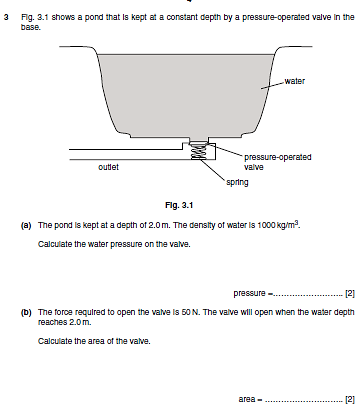 3 Fig. 3.1 shows a pond that is kept at a constant depth by a pressure-operated valve in the
base.
water
pressure-operated
valve
outlet
spring
Fig. 3.1
(a) The pond is kept at a depth of 2.0 m. The density of water is 1000 kg/m³.
Calculate the water pressure on the valve.
pressure = .......................... [2]
(b) The force required to open the valve is 50 N. The valve will open when the water depth
reaches 2.0 m.
Calculate the area of the valve.
area = .............................. [2]